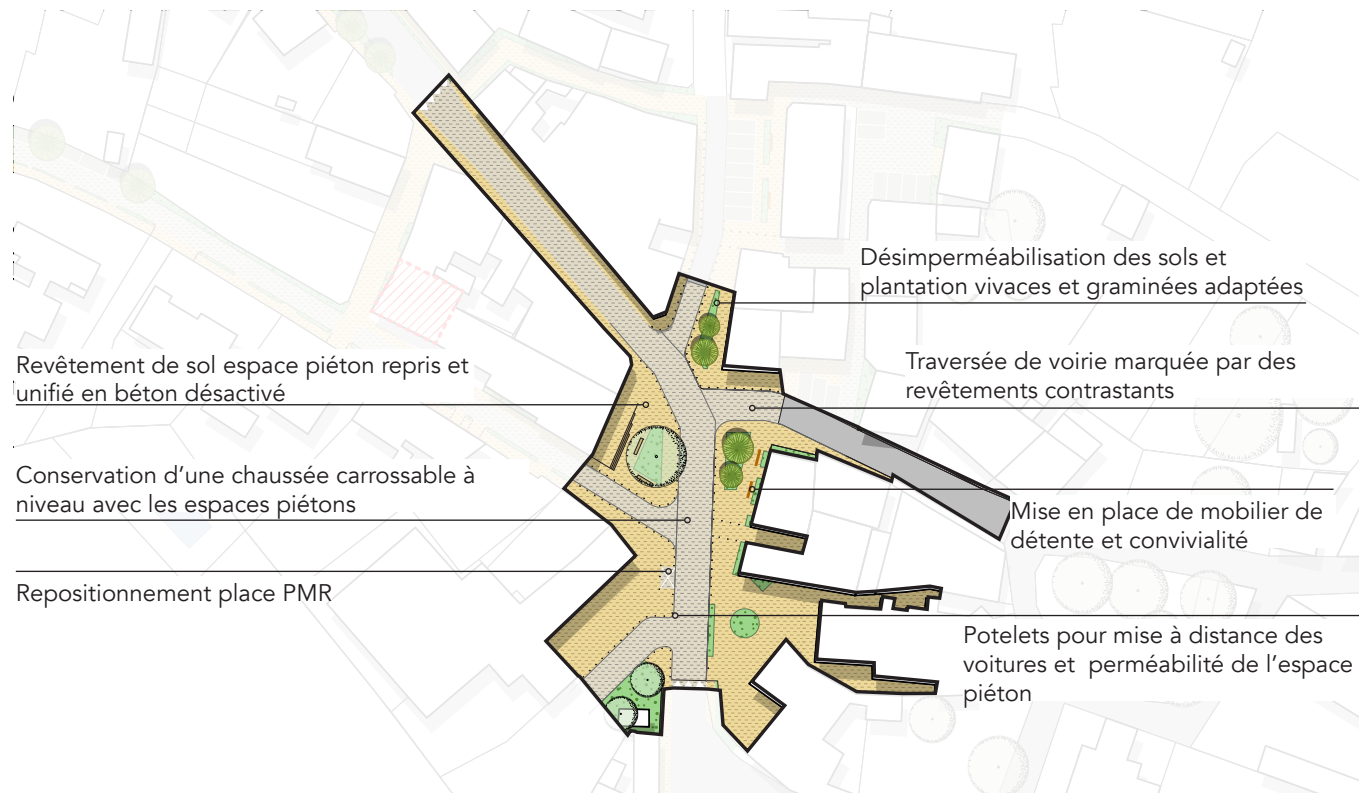 Désimperméabilisation des sols et
plantation vivaces et graminées adaptées
Revêtement de sol espace piéton repris et
unifié en béton désactivé
Traversée de voirie marquée par des
revêtements contrastants
Conservation d’une chaussée carrossable à
niveau avec les espaces piétons
Mise en place de mobilier de
détente et convivialité
Repositionnement place PMR
Potelets pour mise à distance des
voitures et  perméabilité de l’espace
piéton